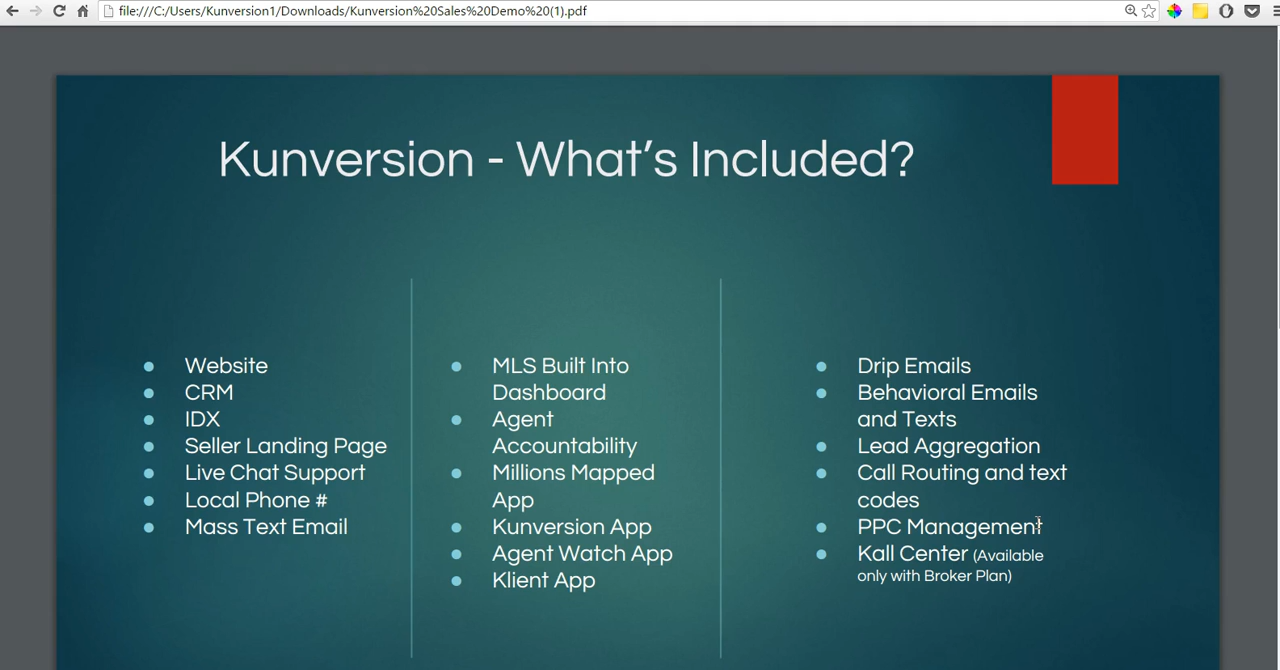 file:///C:/Users/Kunversion1/Downloads/Kunversion%20Sales%20Demo%20(1).pdf
Kunversion - What's Included?
Website
CRM
IDX
Seller Landing Page
Live Chat Support
Local Phone #
Mass Text Email
MLS Built Into
Dashboard
Agent
Accountability
Millions Mapped
App
Kunversion App
Agent Watch App
Klient App
Drip Emails
Behavioral Emails
and Texts
Lead Aggregation
Call Routing and text
codes
PPC Management
Kall Center (Available
only with Broker Plan)